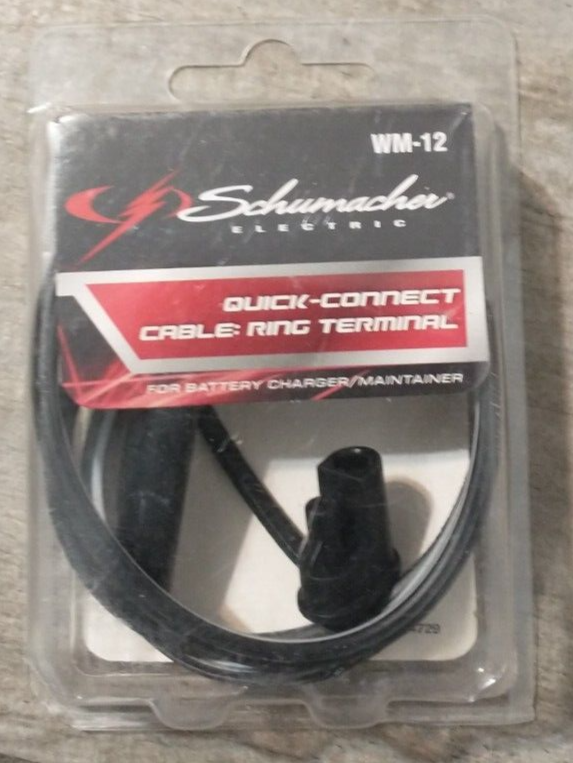 WM-12
Schumacher®
ELECTRIC
QUICK-CONNECT
CABLE: RING TERMINAL
FOR BATTERY CHARGER/MAINTAINER